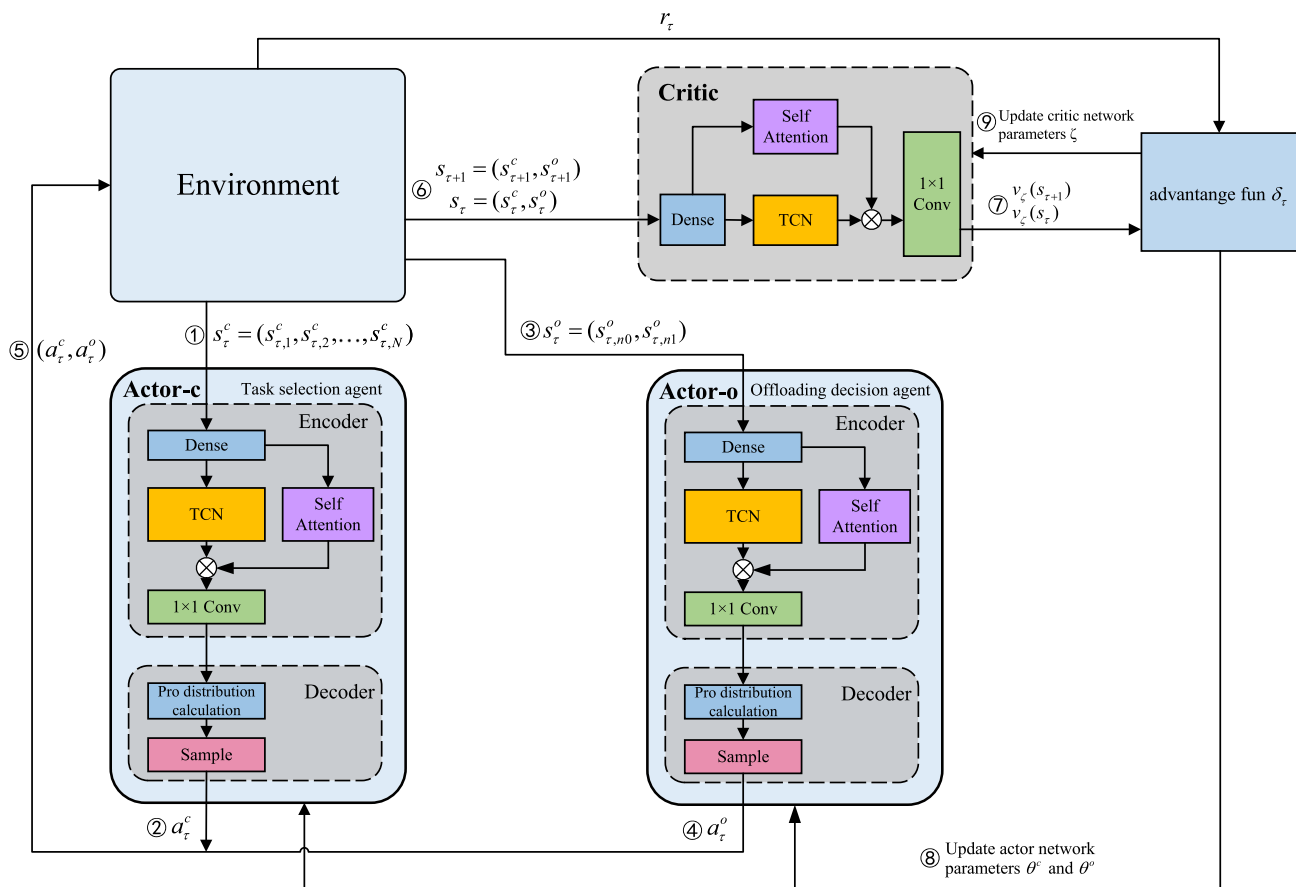 r_τ
Environment
Critic
Self
Attention
Dense
TCN
1×1
Conv
⑥ s_{τ+1} = (s^c_{τ+1}, s^o_{τ+1})
s_τ = (s^c_τ, s^o_τ)
⑨ Update critic network
parameters ζ
⑦ v_ζ(s_{τ+1})
v_ζ(s_τ)
advantange fun δ_τ
① s^c_τ = (s^c_{τ,1}, s^c_{τ,2}, …, s^c_{τ,N})
③ s^o_τ = (s^o_{τ,n0}, s^o_{τ,n1})
⑤ (a^c_τ, a^o_τ)
Actor-c Task selection agent
Encoder
Dense
TCN
Self
Attention
1×1 Conv
Decoder
Pro distribution
calculation
Sample
② a^c_τ
Actor-o Offloading decision agent
Encoder
Dense
TCN
Self
Attention
1×1 Conv
Decoder
Pro distribution
calculation
Sample
④ a^o_τ
⑧ Update actor network
parameters θ^c and θ^o